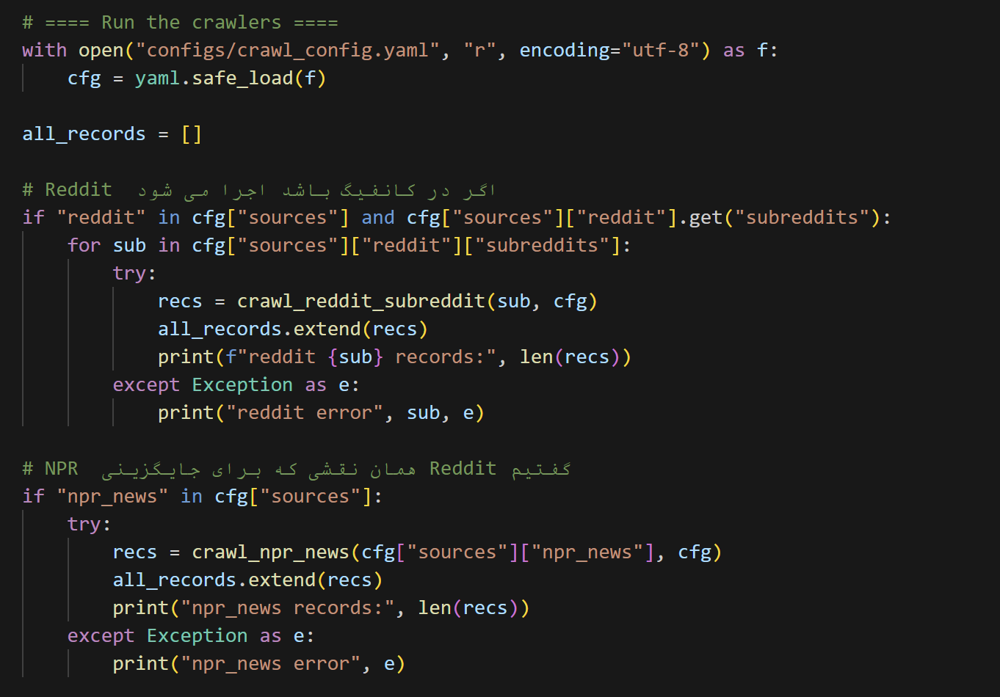 # ==== Run the crawlers ====
with open("configs/crawl_config.yaml", "r", encoding="utf-8") as f:
    cfg = yaml.safe_load(f)

all_records = []

# Reddit  اگر در کانفیگ باشد اجرا می شود
if "reddit" in cfg["sources"] and cfg["sources"]["reddit"].get("subreddits"):
    for sub in cfg["sources"]["reddit"]["subreddits"]:
        try:
            recs = crawl_reddit_subreddit(sub, cfg)
            all_records.extend(recs)
            print(f"reddit {sub} records:", len(recs))
        except Exception as e:
            print("reddit error", sub, e)

# NPR  همان نقشی که برای جایگزینی Reddit گفتیم
if "npr_news" in cfg["sources"]:
    try:
        recs = crawl_npr_news(cfg["sources"]["npr_news"], cfg)
        all_records.extend(recs)
        print("npr_news records:", len(recs))
    except Exception as e:
        print("npr_news error", e)